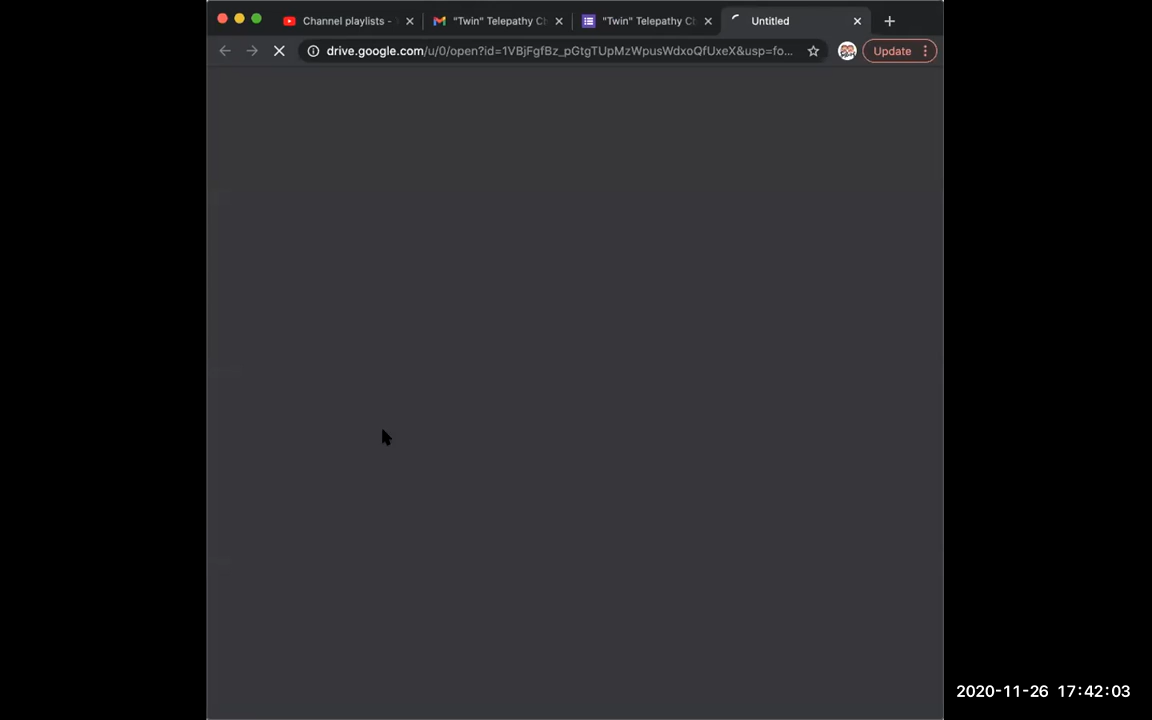 Channel playlists -
"Twin" Telepathy Ch
"Twin" Telepathy Ch
Untitled
drive.google.com/u/0/open?id=1VBjFgfBz_pGtgTUpMzWpusWdxoQfUxeX&usp=fo...
Update
2020-11-26 17:42:03